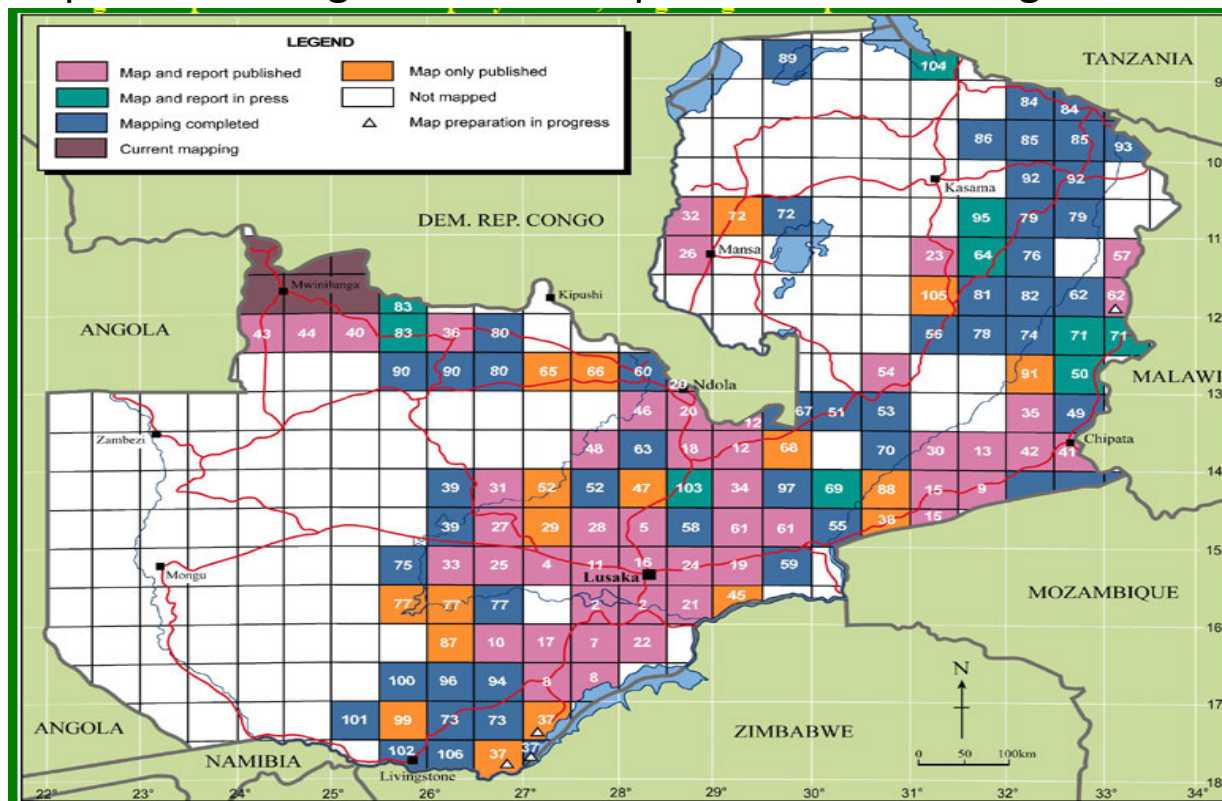 LEGEND
Map and report published
Map only published
Map and report in press
Not mapped
Mapping completed
Map preparation in progress
Current mapping
TANZANIA
89 104
9
84 84
86 85 85 93
10
Kasama
92 92
DEM. REP. CONGO
32 72 72 95 79 79
11
26 Mansa 23 64 76 57
Mwinilunga
Kipushi
105 81 82 62 62
83
ANGOLA
12
43 44 40 83 36 80 56 78 74 71 71
90 90 80 65 66 60 54 91 50
MALAWI
20 Ndola
13
46 20 12 67 51 53 35 49
Zambezi
Chipata
48 63 18 12 68 70 30 13 42 41
14
39 31 52 52 47 103 34 97 69 88 15 9
39 27 29 28 5 58 61 61 55 38 15
15
Mongu
75 33 25 4 11 16 24 19 59
Lusaka
MOZAMBIQUE
77 77 77 2 2 21 45
16
87 10 17 7 22
N
100 96 94 8 8
17
ANGOLA
101 99 73 73 37
ZIMBABWE
102 106 37 37
NAMIBIA
Livingstone
0 50 100km
18
22° 23° 24° 25° 26° 27° 28° 29° 30° 31° 32° 33° 34°